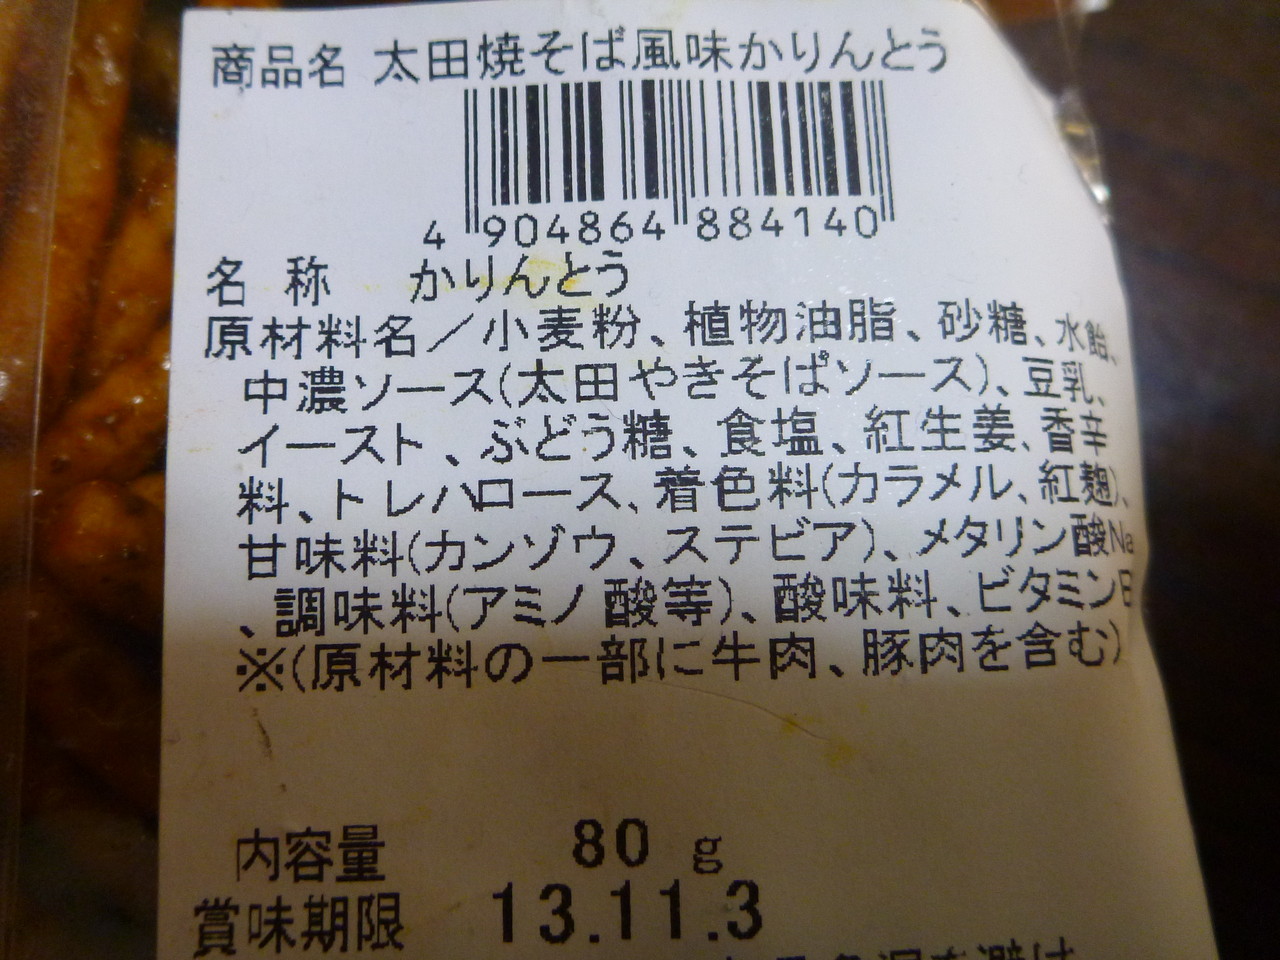 商品名 太田焼そば風味かりんとう
4 904864 884140
名 称 かりんとう
原材料名／小麦粉、植物油脂、砂糖、水飴、
中濃ソース(太田やきそばソース)、豆乳、
イースト、ぶどう糖、食塩、紅生姜、香辛
料、トレハロース、着色料(カラメル、紅麹)、
甘味料(カンゾウ、ステビア)、メタリン酸Na
、調味料(アミノ酸等)、酸味料、ビタミンB
※(原材料の一部に牛肉、豚肉を含む)
内容量 80 g
賞味期限 13.11.3